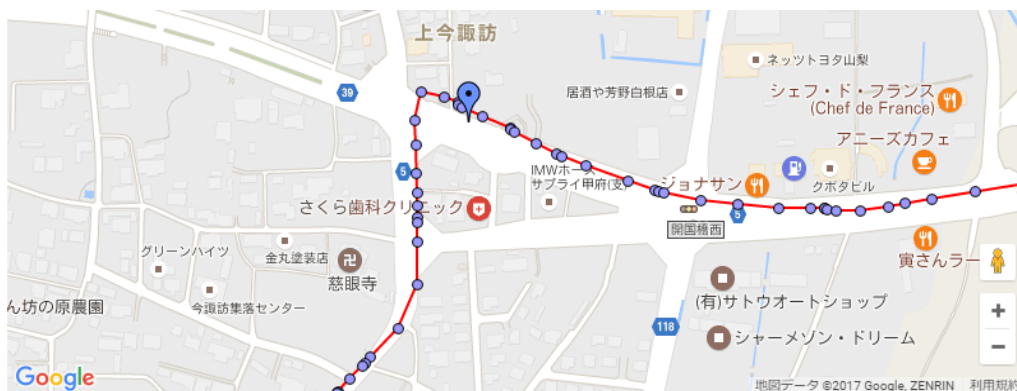 上今諏訪
39
ネッツトヨタ山梨
居酒や芳野白根店
シェフ・ド・フランス
(Chef de France)
アニーズカフェ
5
IMWホース
サプライ甲府(支)
ジョナサン
クボタビル
さくら歯科クリニック
5
開国橋西
グリーンハイツ
金丸塗装店
慈眼寺
寅さんラー
ん坊の原農園
今諏訪集落センター
(有)サトウオートショップ
118
シャーメゾン・ドリーム
+
−
Google
地図データ ©2017 Google, ZENRIN
利用規約